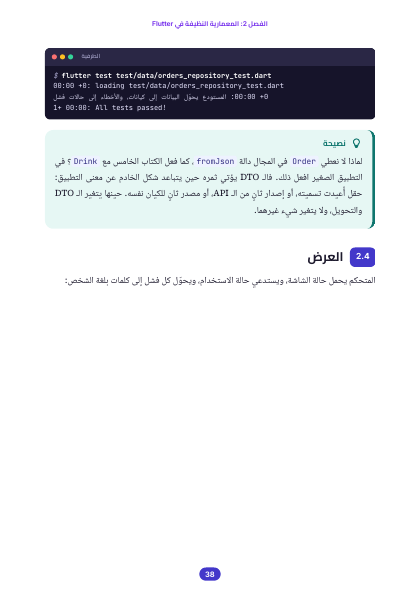 الفصل 2: المعمارية النظيفة في Flutter
الطرفية
$ flutter test test/data/orders_repository_test.dart
00:00 +0: loading test/data/orders_repository_test.dart
00:00 +0: المستودع يحوّل البيانات إلى كيانات، والأخطاء إلى حالات فشل
00:00 +1: All tests passed!
نصيحة
لماذا لا نعطي Order في المجال دالة fromJson، كما فعل الكتاب الخامس مع Drink؟ في
التطبيق الصغير افعل ذلك. فالـ DTO يؤتي ثمره حين يتباعد شكل الخادم عن معنى التطبيق:
حقل أُعيدت تسميته، أو إصدار ثانٍ من الـ API، أو مصدر ثانٍ للكيان نفسه. حينها يتغير الـ DTO
والتحويل، ولا يتغير شيء غيرهما.
2.4 العرض
المتحكم يحمل حالة الشاشة، ويستدعي حالة الاستخدام، ويحوّل كل فشل إلى كلمات بلغة الشخص:
38